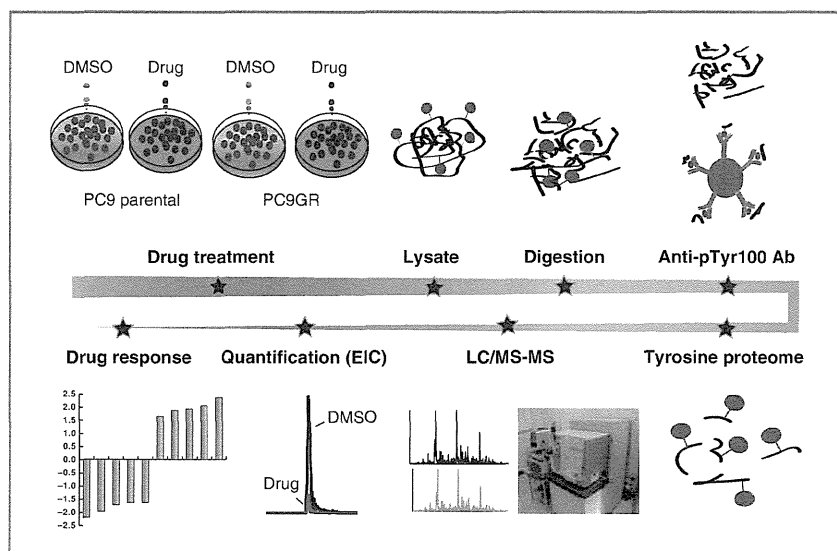 DMSO Drug DMSO Drug
PC9 parental PC9GR
Drug treatment Lysate Digestion Anti-pTyr100 Ab
Drug response Quantification (EIC) LC/MS-MS Tyrosine proteome
2.5
2.0
1.5
1.0
0.5
0.0
−0.5
−1.0
−1.5
−2.0
−2.5
DMSO
Drug